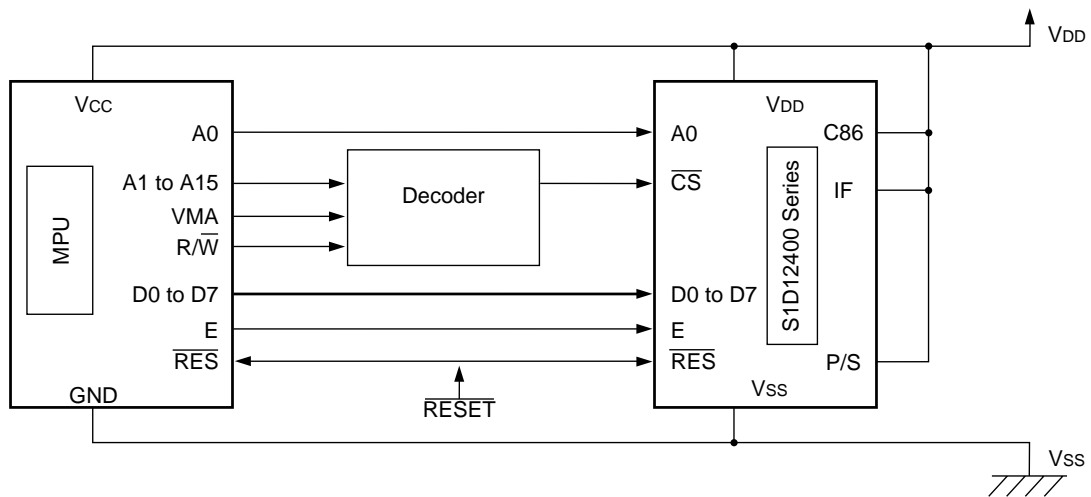 VDD
VCC
VDD
A0
A0
C86
A1 to A15
Decoder
CS
IF
VMA
R/W
MPU
S1D12400 Series
D0 to D7
D0 to D7
E
E
RES
RES
P/S
GND
RESET
VSS
VSS